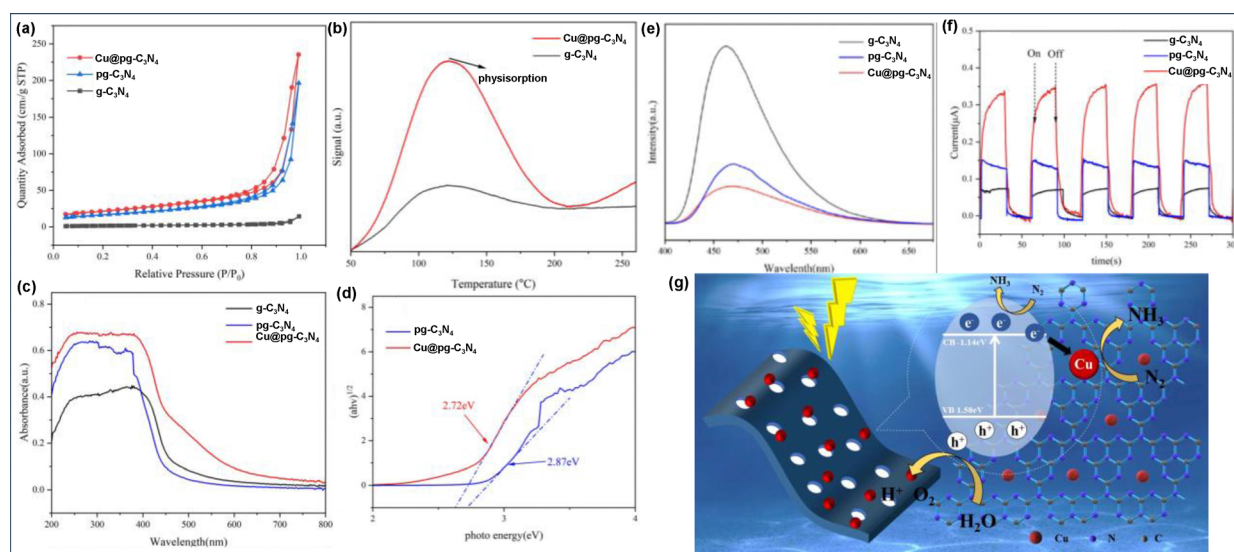 (a)
250
200
150
100
50
0
Quantity Adsorbed (cm/g STP)
Cu@pg-C3N4
pg-C3N4
g-C3N4
0.0 0.2 0.4 0.6 0.8 1.0
Relative Pressure (P/P0)
(b)
Signal (a.u.)
Cu@pg-C3N4
g-C3N4
physisorption
50 100 150 200 250
Temperature (°C)
(e)
Intensity(a.u.)
g-C3N4
pg-C3N4
Cu@pg-C3N4
400 450 500 550 600 650
Wavelenth(nm)
(f)
0.5
0.4
0.3
0.2
0.1
0.0
Current(μA)
g-C3N4
pg-C3N4
Cu@pg-C3N4
On Off
0 50 100 150 200 250 300
time(s)
(c)
1.0
0.8
0.6
0.4
0.2
0.0
Absorbance(a.u.)
g-C3N4
pg-C3N4
Cu@pg-C3N4
200 300 400 500 600 700 800
Wavelength(nm)
(d)
(ahv)1/2
pg-C3N4
Cu@pg-C3N4
2.72eV
2.87eV
2 3 4
photo energy(eV)
(g)
NH3 N2
e- e- e-
CB -1.14eV
Cu
NH3
N2
VB 1.58eV
h+ h+ h+
H+ O2
H2O
Cu N C